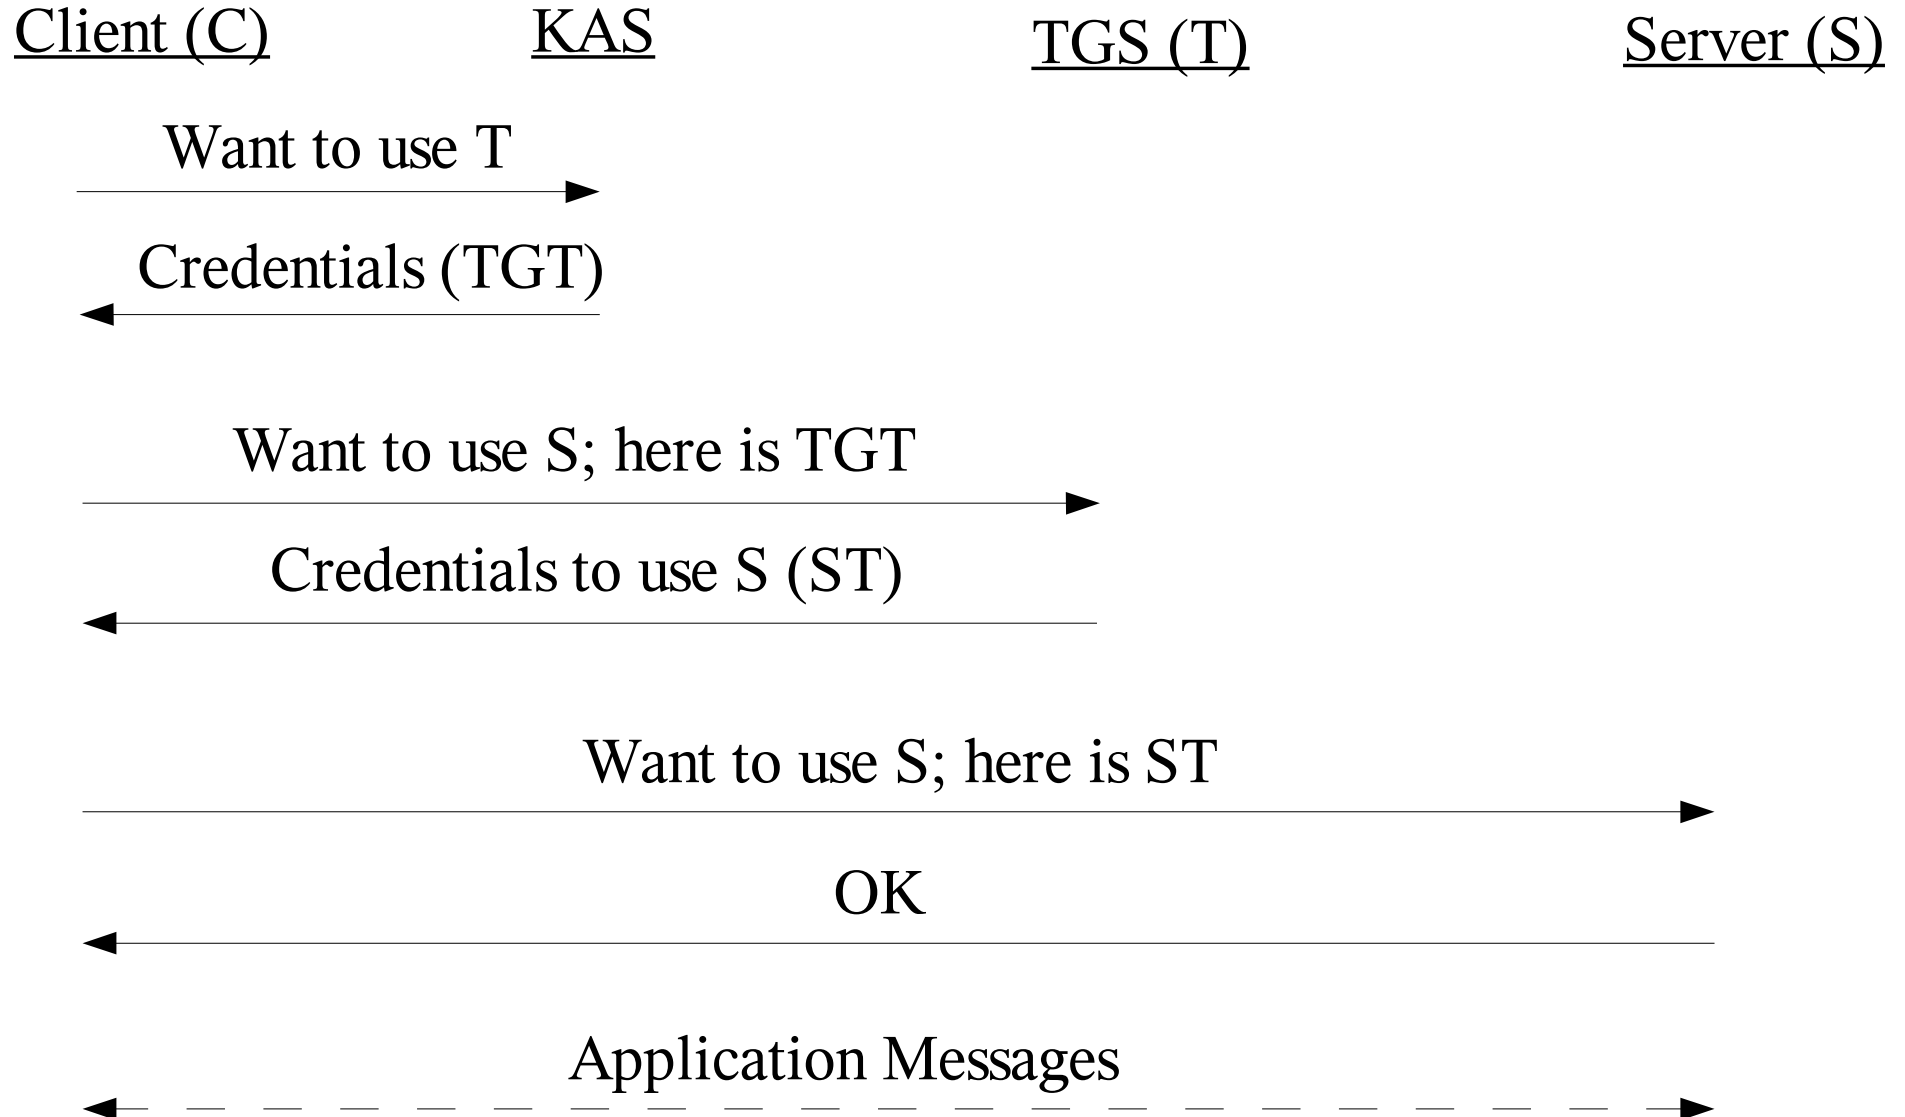 Client (C) KAS TGS (T) Server (S)
Want to use T
Credentials (TGT)
Want to use S; here is TGT
Credentials to use S (ST)
Want to use S; here is ST
OK
Application Messages